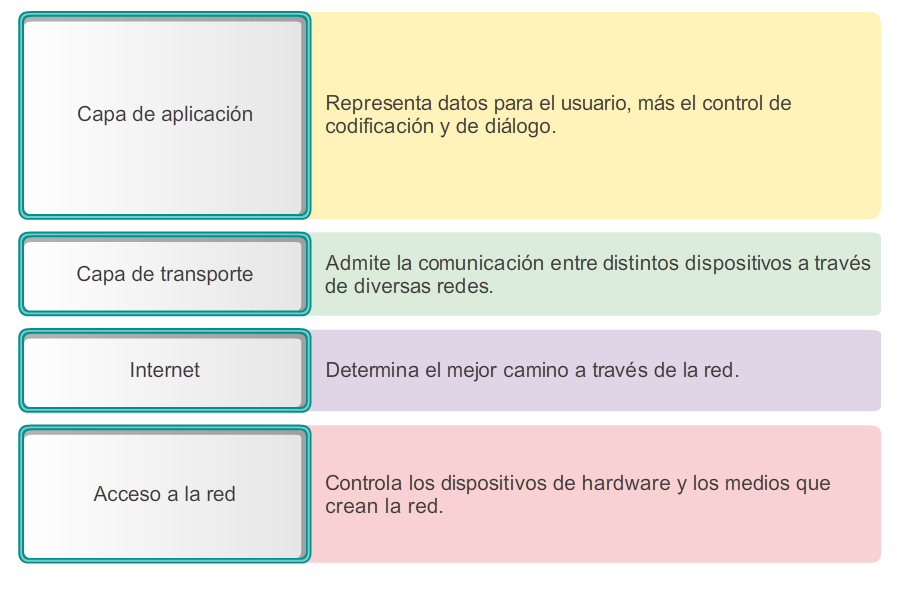 Capa de aplicación
Representa datos para el usuario, más el control de
codificación y de diálogo.
Capa de transporte
Admite la comunicación entre distintos dispositivos a través
de diversas redes.
Internet
Determina el mejor camino a través de la red.
Acceso a la red
Controla los dispositivos de hardware y los medios que
crean la red.